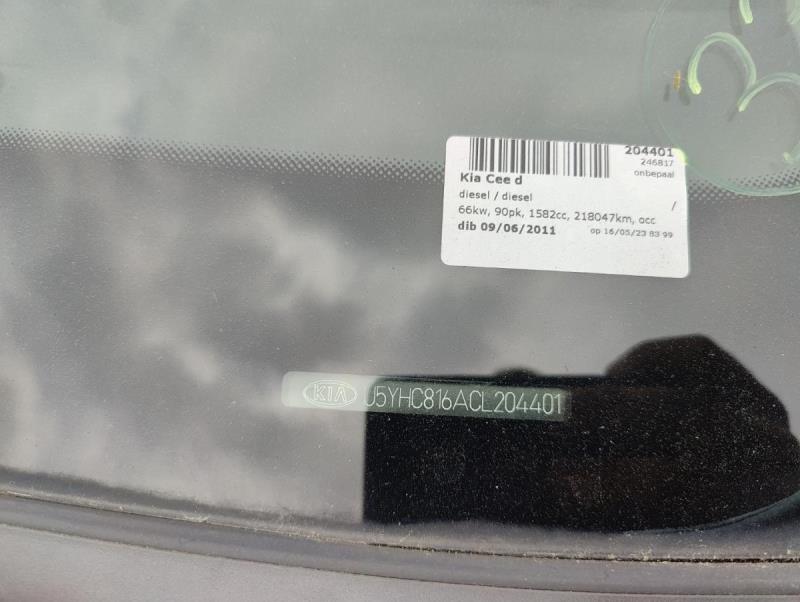 3
204401
246817
onbepaal
Kia Cee d
diesel / diesel /
66kw, 90pk, 1582cc, 218047km, occ
dib 09/06/2011 op 16/05/23 83 99
KIA U5YHC816ACL204401